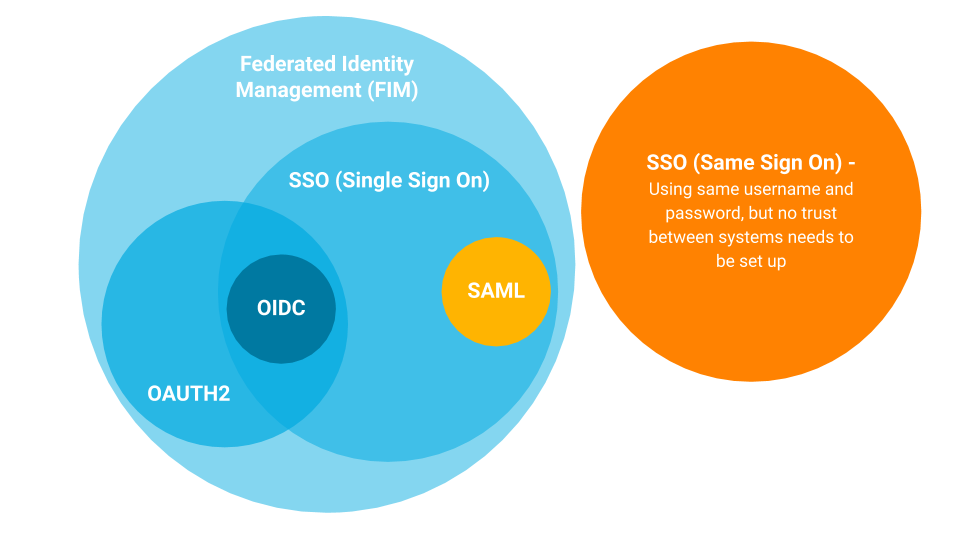 Federated Identity
Management (FIM)
SSO (Single Sign On)
OIDC
SAML
OAUTH2
SSO (Same Sign On) -
Using same username and
password, but no trust
between systems needs to
be set up